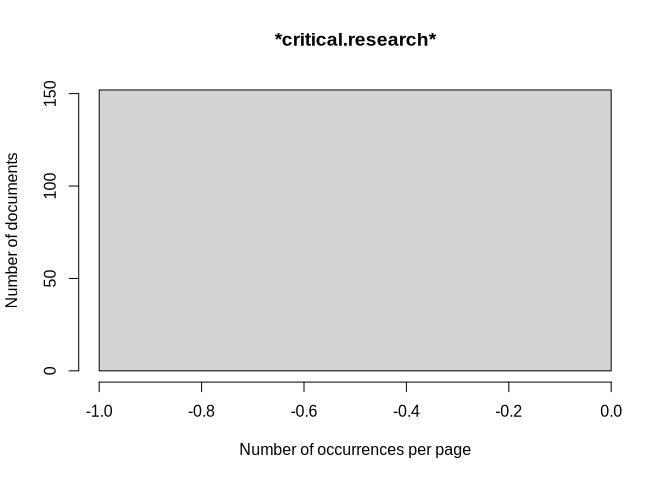 *critical.research*
Number of documents
150
100
50
0
-1.0 -0.8 -0.6 -0.4 -0.2 0.0
Number of occurrences per page